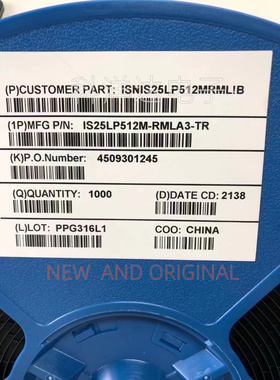 (P)CUSTOMER PART: ISNIS25LP512MRML!B
(1P)MFG P/N: IS25LP512M-RMLA3-TR
(K)P.O.Number: 4509301245
(Q)QUANTITY: 1000 (D)DATE CD: 2138
(L)LOT: PPG316L1 COO: CHINA
NEW AND ORIGINAL